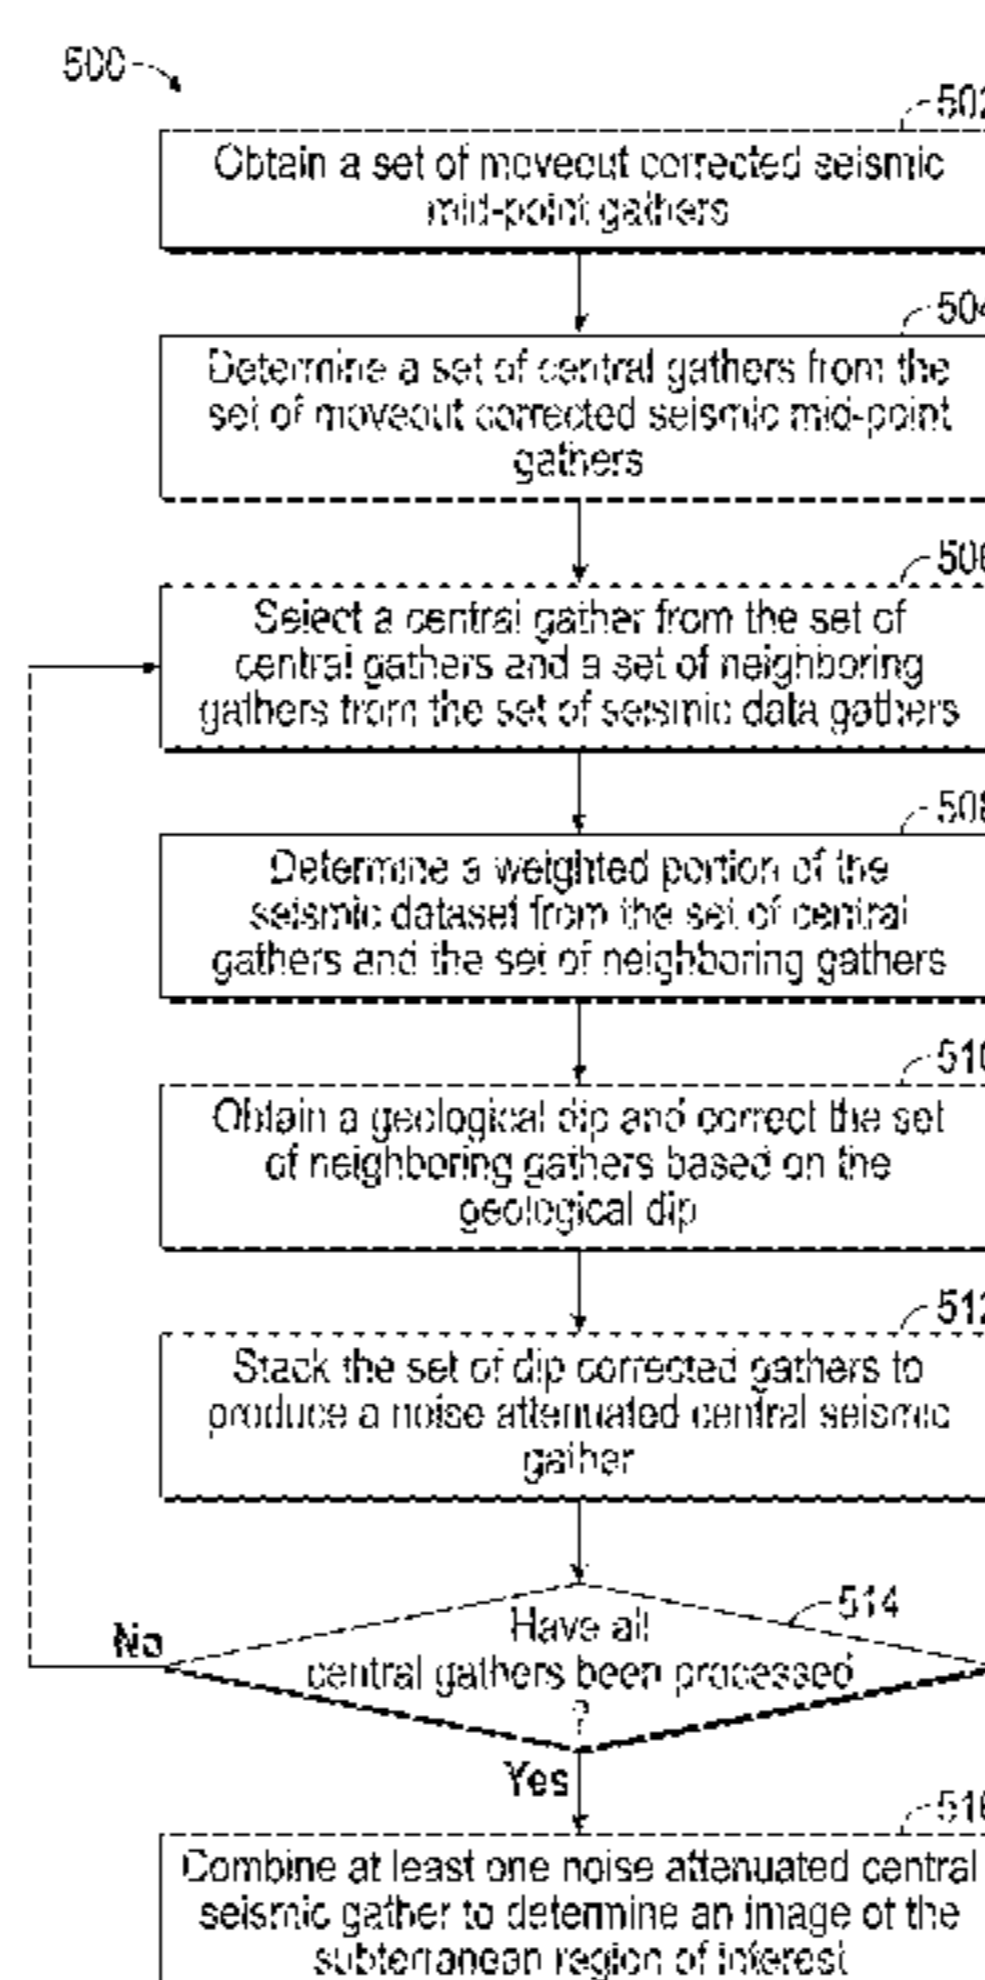 500
502
Obtain a set of moveout corrected seismic
mid-point gathers
504
Determine a set of central gathers from the
set of moveout corrected seismic mid-point
gathers
506
Select a central gather from the set of
central gathers and a set of neighboring
gathers from the set of seismic data gathers
508
Determine a weighted portion of the
seismic dataset from the set of central
gathers and the set of neighboring gathers
510
Obtain a geological dip and correct the set
of neighboring gathers based on the
geological dip
512
Stack the set of dip corrected gathers to
produce a noise attenuated central seismic
gather
514
Have all
central gathers been processed
?
No
Yes
516
Combine at least one noise attenuated central
seismic gather to determine an image of the
subterranean region of interest